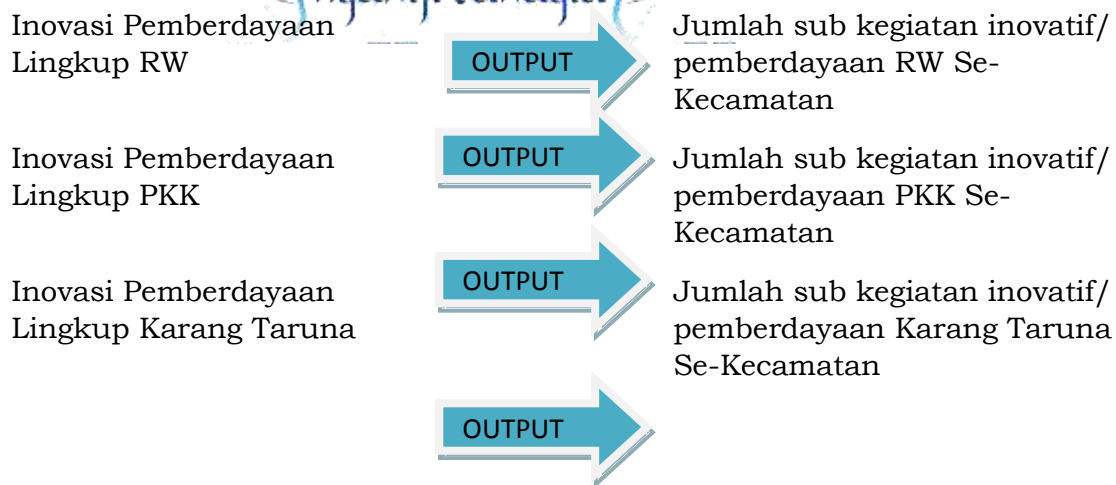 Inovasi Pemberdayaan
Lingkup RW
OUTPUT
Jumlah sub kegiatan inovatif/
pemberdayaan RW Se-
Kecamatan
Inovasi Pemberdayaan
Lingkup PKK
OUTPUT
Jumlah sub kegiatan inovatif/
pemberdayaan PKK Se-
Kecamatan
Inovasi Pemberdayaan
Lingkup Karang Taruna
OUTPUT
Jumlah sub kegiatan inovatif/
pemberdayaan Karang Taruna
Se-Kecamatan
OUTPUT